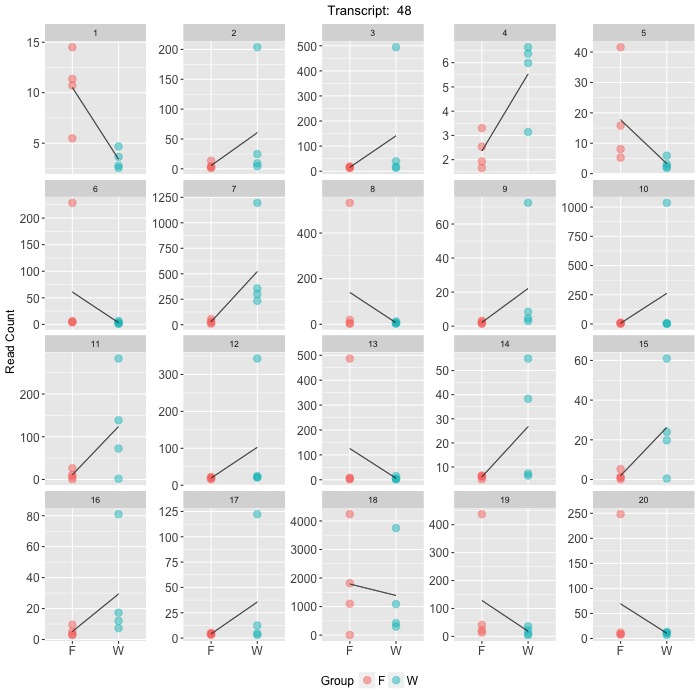 Transcript: 48
1 2 3 4 5
15 10 5
200 150 100 50 0
500 400 300 200 100 0
6 5 4 3 2
40 30 20 10 0
6 7 8 9 10
200 150 100 50 0
1250 1000 750 500 250 0
400 200 0
60 40 20 0
1000 750 500 250 0
Read Count
11 12 13 14 15
200 100 0
300 200 100 0
500 400 300 200 100 0
50 40 30 20 10
60 40 20 0
16 17 18 19 20
80 60 40 20 0
125 100 75 50 25 0
4000 3000 2000 1000 0
400 300 200 100 0
250 200 150 100 50 0
F W F W F W F W F W
Group F W